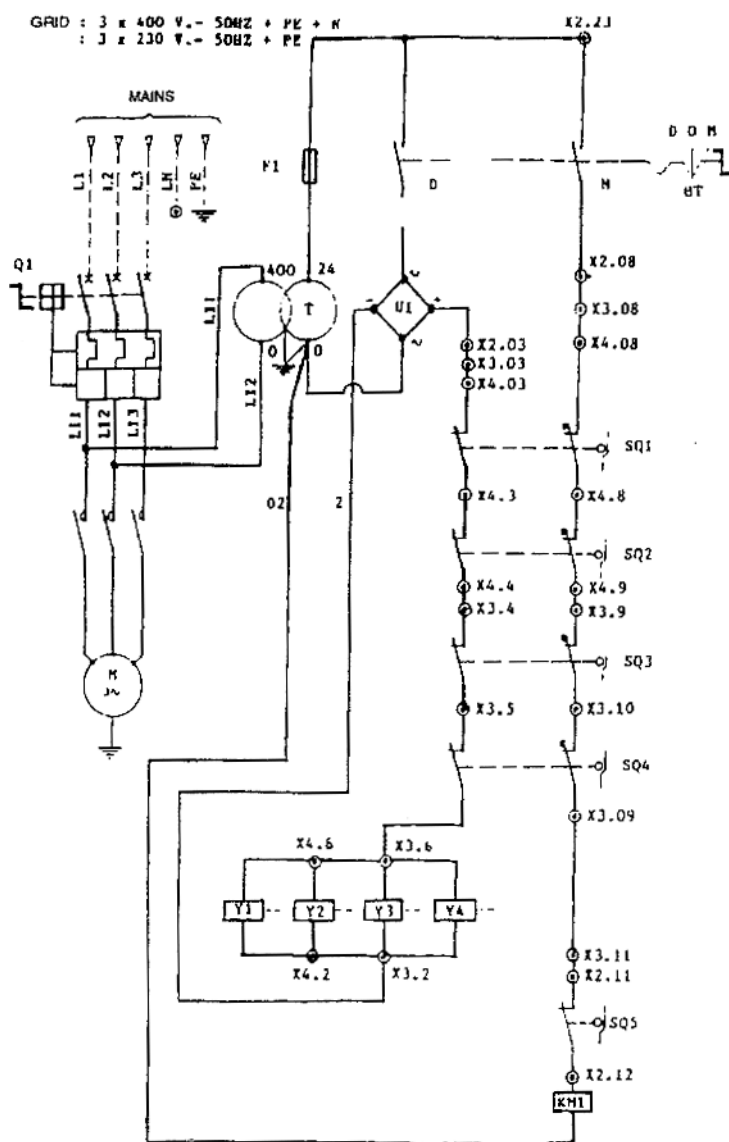 GRID : 3 x 400 V.- 50HZ + PE + N
: 3 x 230 V.- 50HZ + PE
X2.23
MAINS
L1
L2
L3
LN
PE
F1
D
M
D O M
8T
Q1
400
24
T
0
0
L11
L12
U1
X2.08
X3.08
X4.08
X2.03
X3.03
X4.03
L11
L12
L13
SQ1
02
2
X4.3
X4.8
SQ2
X4.4
X4.9
X3.4
X3.9
M
3~
SQ3
X3.5
X3.10
SQ4
X3.09
X4.6
X3.6
Y1
Y2
Y3
Y4
X4.2
X3.2
X3.11
X2.11
SQ5
X2.12
KM1